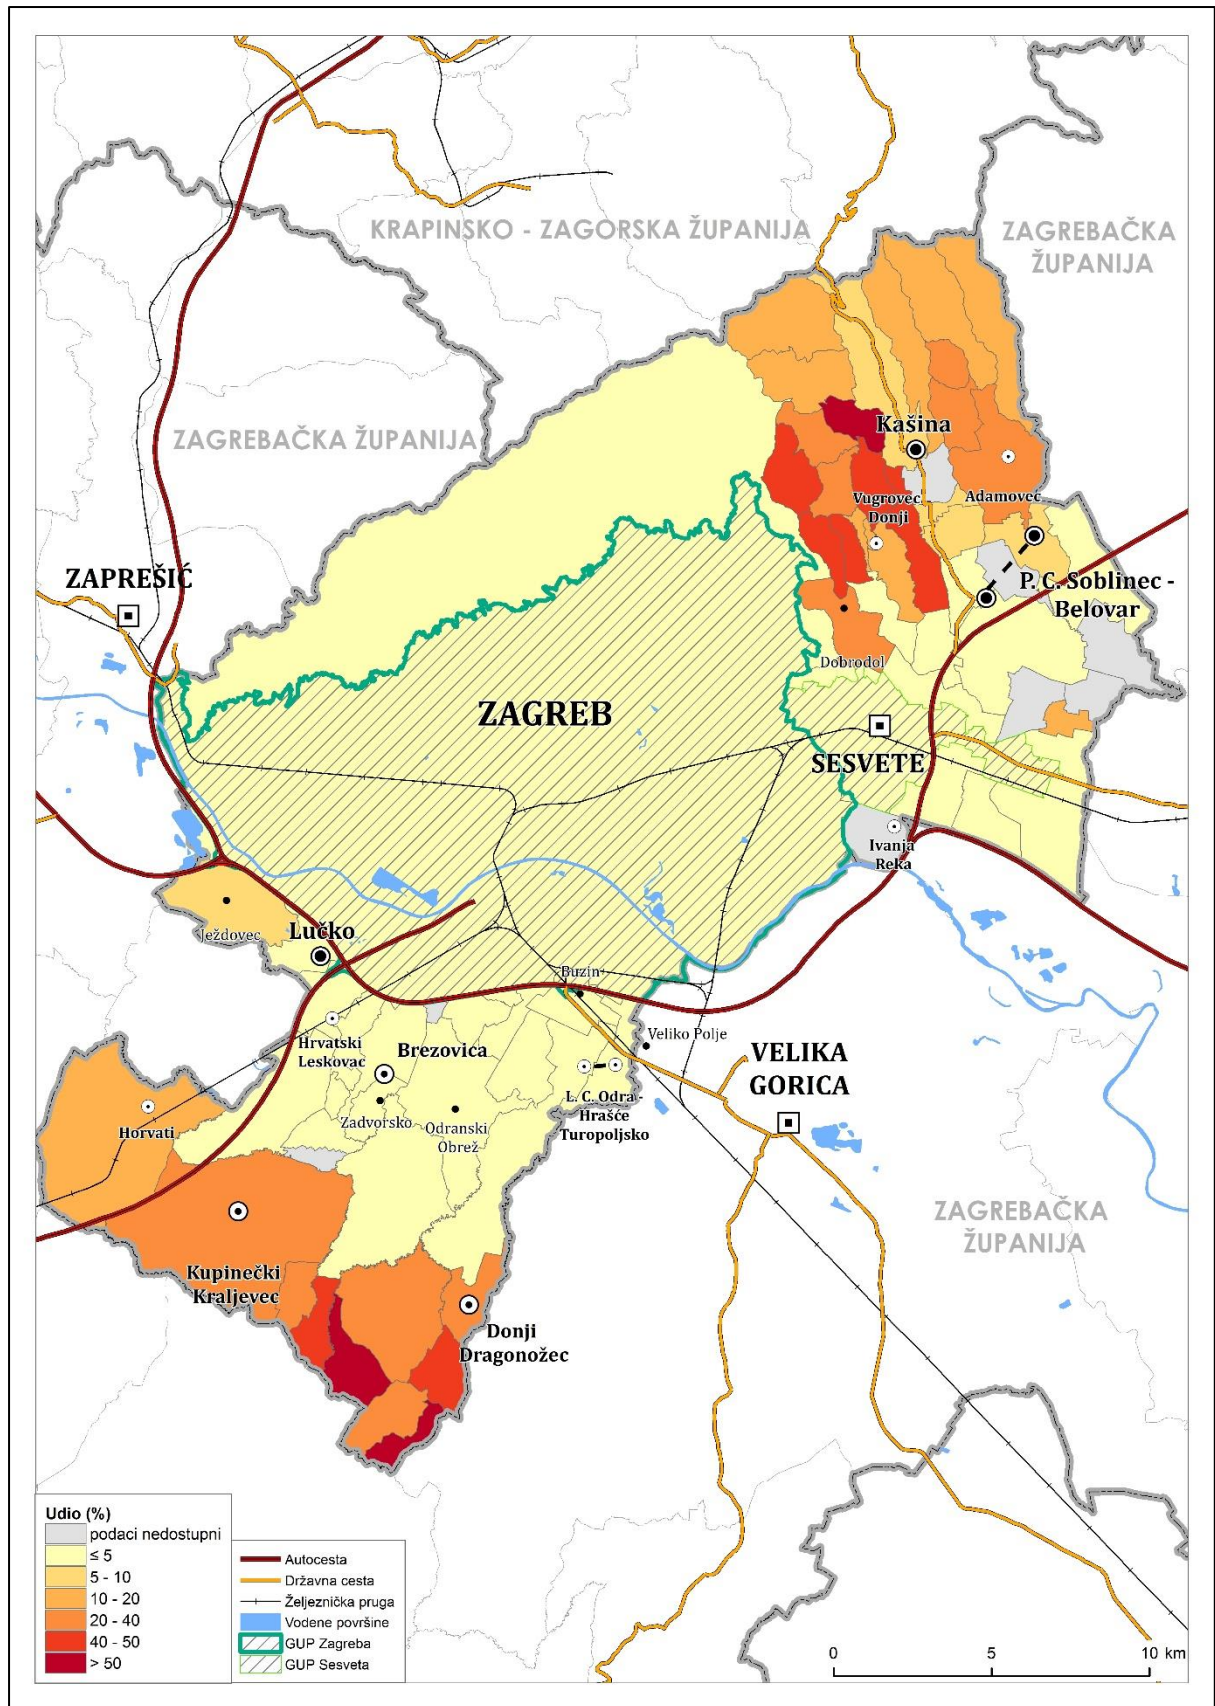 KRAPINSKO - ZAGORSKA ŽUPANIJA
ZAGREBAČKA
ŽUPANIJA
ZAGREBAČKA ŽUPANIJA
Kašina
Vugrovec
Donji
Adamovec
ZAPREŠIĆ
P. C. Soblinec -
Belovar
Dobrodol
ZAGREB
SESVETE
Ivanja
Reka
Ježdovec
Lučko
Buzin
Hrvatski
Leskovac
Brezovica
Veliko Polje
VELIKA
GORICA
Horvati
Zadvorsko
Odranski
Obrež
L. C. Odra -
Hrašće
Turopoljsko
ZAGREBAČKA
ŽUPANIJA
Kupinečki
Kraljevec
Donji
Dragonožec
Udio (%)
podaci nedostupni
≤ 5
5 - 10
10 - 20
20 - 40
40 - 50
> 50
Autocesta
Državna cesta
Željeznička pruga
Vodene površine
GUP Zagreba
GUP Sesveta
0 5 10 km